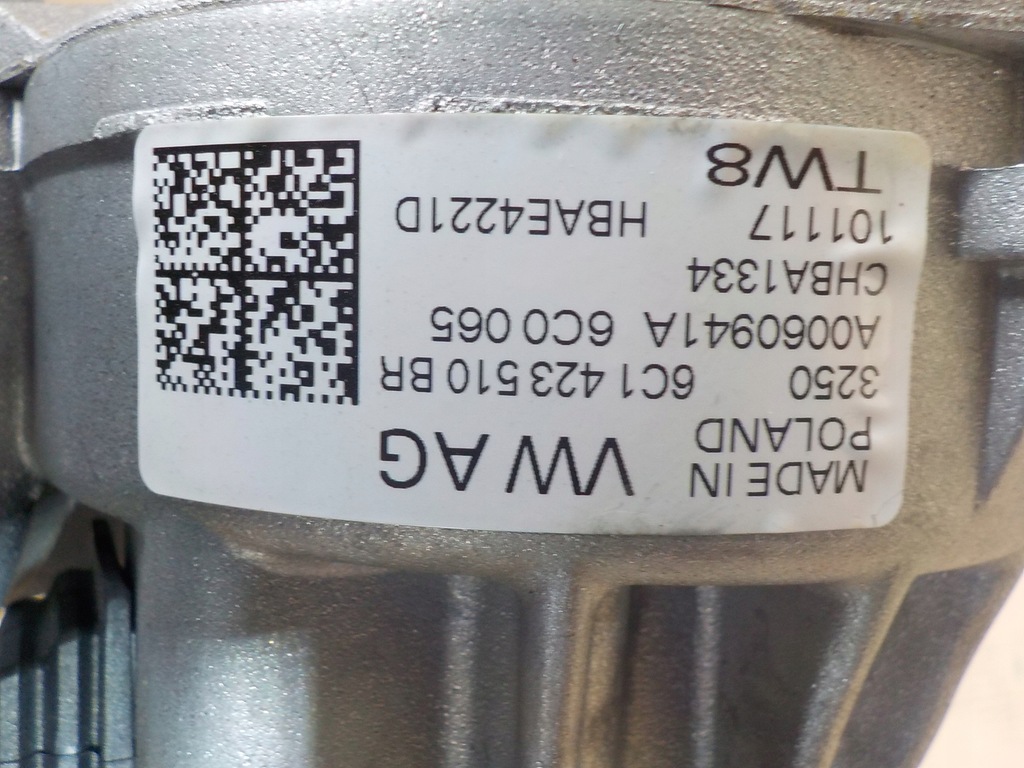 MADE IN VW AG
POLAND
3250 6C1 423 510 BR
A0060941A 6C0 065
CHBA1334
101117 HBAE4221D
TW8